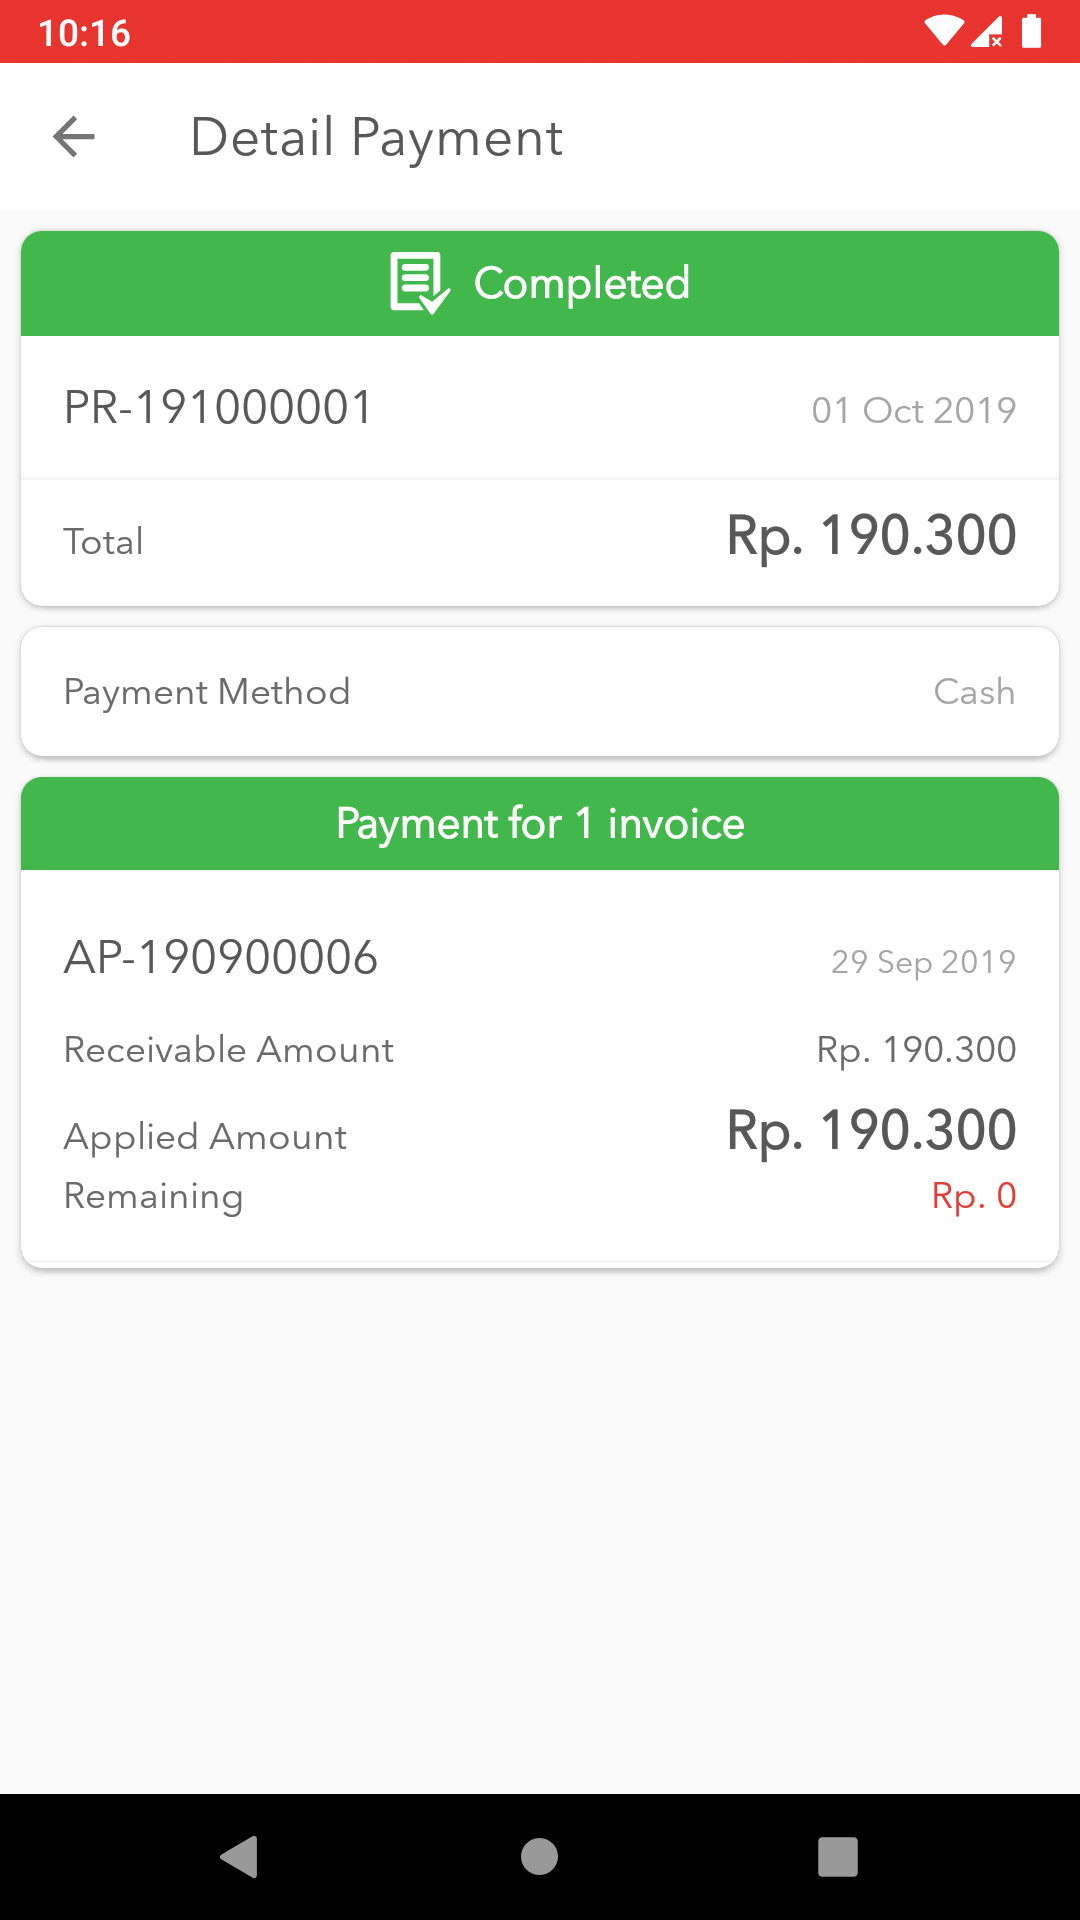 10:16
Detail Payment
Completed
PR-191000001
01 Oct 2019
Total
Rp. 190.300
Payment Method
Cash
Payment for 1 invoice
AP-190900006
29 Sep 2019
Receivable Amount
Rp. 190.300
Applied Amount
Rp. 190.300
Remaining
Rp. 0